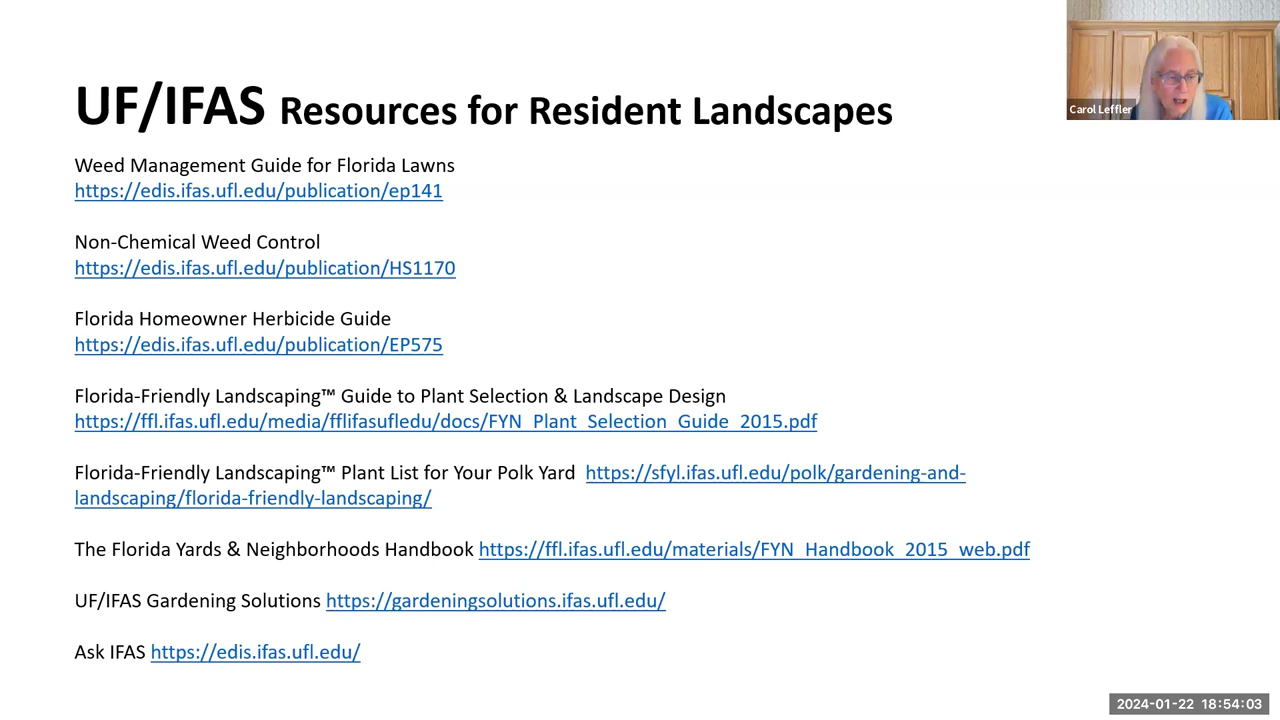 UF/IFAS Resources for Resident Landscapes
Carol Leffler
Weed Management Guide for Florida Lawns
https://edis.ifas.ufl.edu/publication/ep141
Non-Chemical Weed Control
https://edis.ifas.ufl.edu/publication/HS1170
Florida Homeowner Herbicide Guide
https://edis.ifas.ufl.edu/publication/EP575
Florida-Friendly Landscaping™ Guide to Plant Selection & Landscape Design
https://ffl.ifas.ufl.edu/media/fflifasufledu/docs/FYN_Plant_Selection_Guide_2015.pdf
Florida-Friendly Landscaping™ Plant List for Your Polk Yard https://sfyl.ifas.ufl.edu/polk/gardening-and-
landscaping/florida-friendly-landscaping/
The Florida Yards & Neighborhoods Handbook https://ffl.ifas.ufl.edu/materials/FYN_Handbook_2015_web.pdf
UF/IFAS Gardening Solutions https://gardeningsolutions.ifas.ufl.edu/
Ask IFAS https://edis.ifas.ufl.edu/
2024-01-22 18:54:03